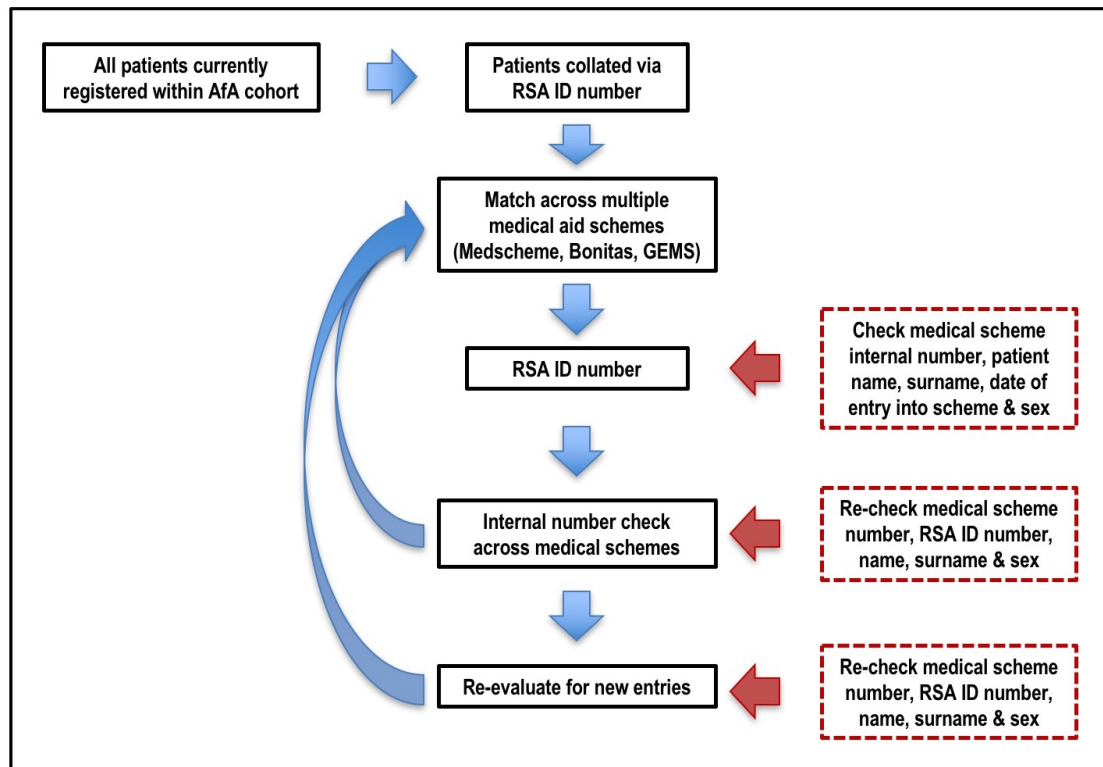 All patients currently
registered within AfA cohort
Patients collated via
RSA ID number
Match across multiple
medical aid schemes
(Medscheme, Bonitas, GEMS)
RSA ID number
Check medical scheme
internal number, patient
name, surname, date of
entry into scheme & sex
Internal number check
across medical schemes
Re-check medical scheme
number, RSA ID number,
name, surname & sex
Re-evaluate for new entries
Re-check medical scheme
number, RSA ID number,
name, surname & sex